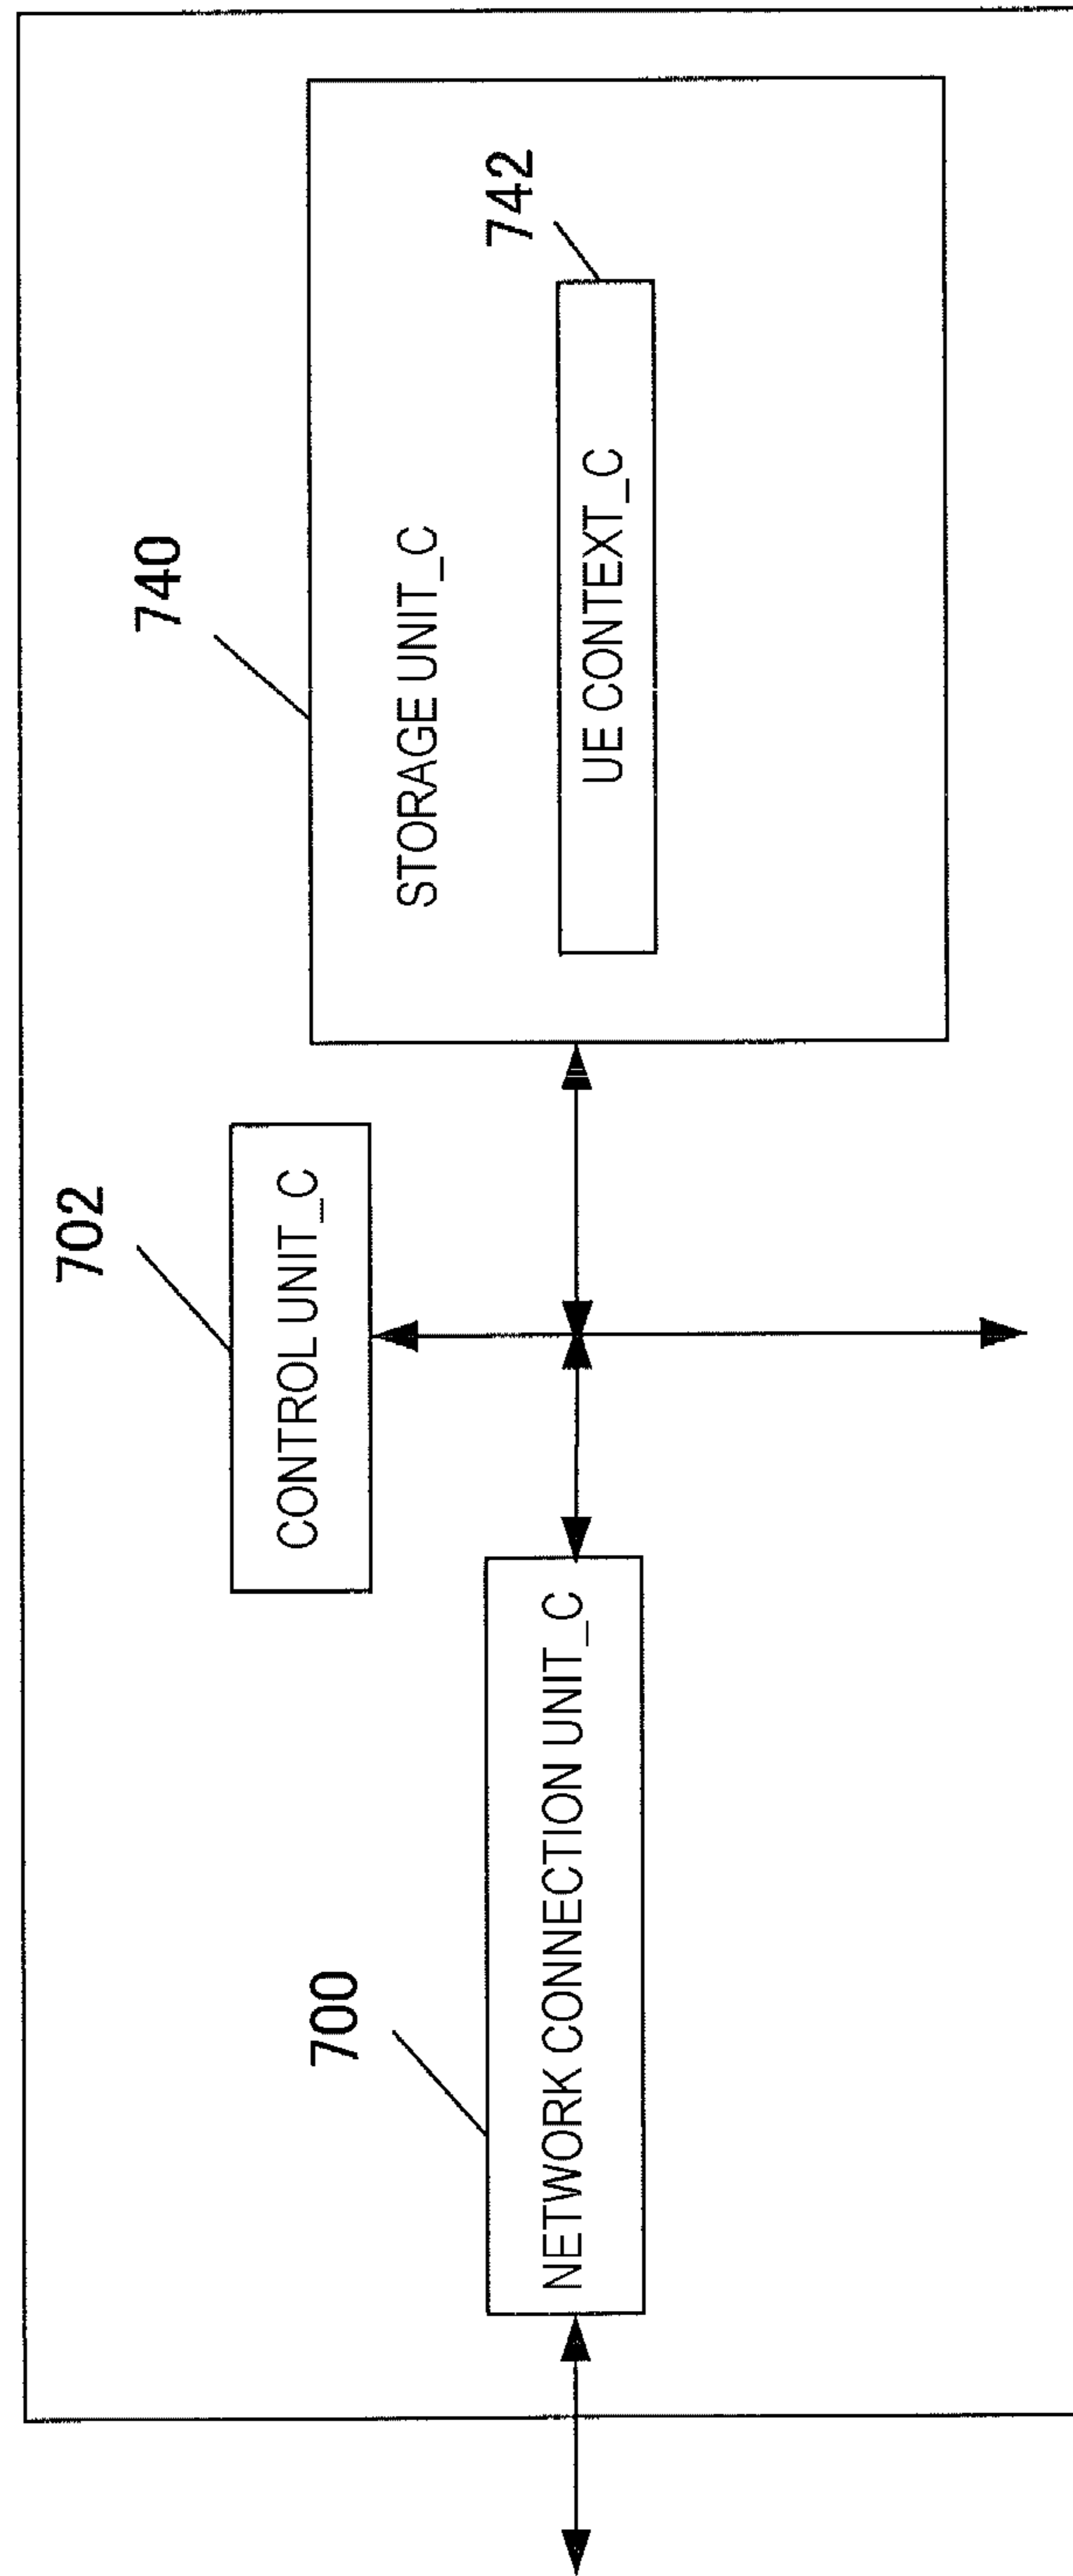 702
CONTROL UNIT_C
740
STORAGE UNIT_C
742
UE CONTEXT_C
700
NETWORK CONNECTION UNIT_C